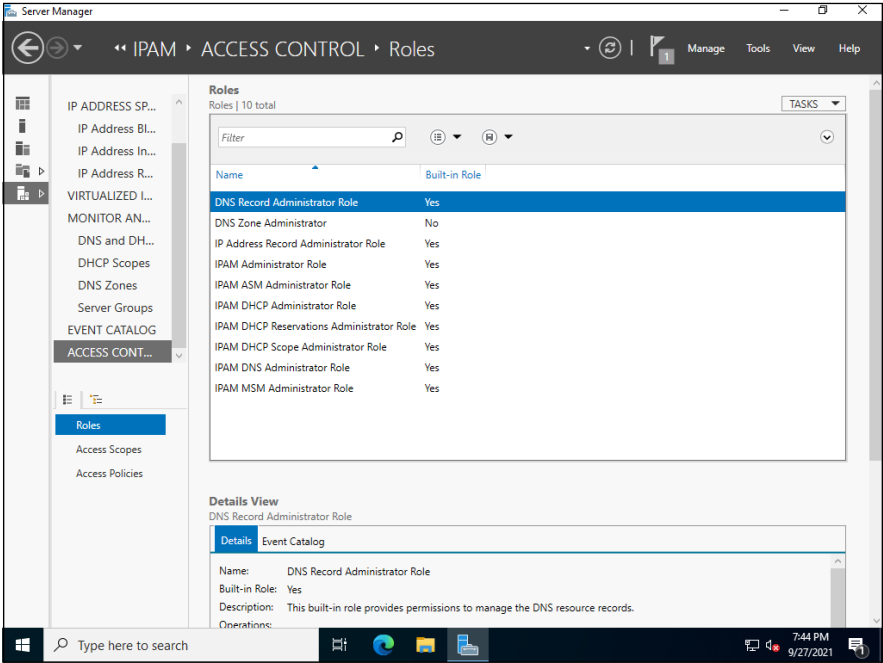 Server Manager
IPAM ‣ ACCESS CONTROL ‣ Roles
1
Manage Tools View Help
IP ADDRESS SP...
IP Address Bl...
IP Address In...
IP Address R...
VIRTUALIZED I...
MONITOR AN...
DNS and DH...
DHCP Scopes
DNS Zones
Server Groups
EVENT CATALOG
ACCESS CONT...
Roles
Access Scopes
Access Policies
Roles
Roles | 10 total
TASKS
Filter
Name Built-in Role
DNS Record Administrator Role Yes
DNS Zone Administrator No
IP Address Record Administrator Role Yes
IPAM Administrator Role Yes
IPAM ASM Administrator Role Yes
IPAM DHCP Administrator Role Yes
IPAM DHCP Reservations Administrator Role Yes
IPAM DHCP Scope Administrator Role Yes
IPAM DNS Administrator Role Yes
IPAM MSM Administrator Role Yes
Details View
DNS Record Administrator Role
Details Event Catalog
Name: DNS Record Administrator Role
Built-in Role: Yes
Description: This built-in role provides permissions to manage the DNS resource records.
Operations:
Type here to search
7:44 PM
9/27/2021
1